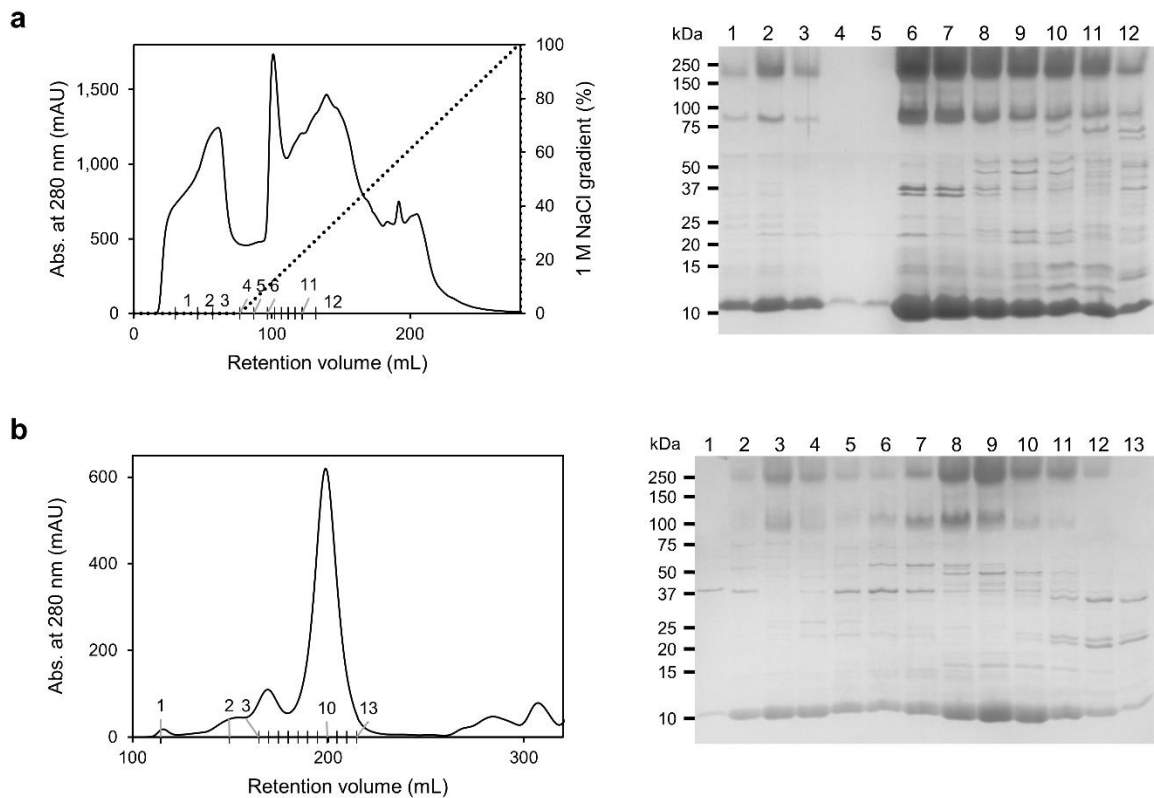 a
Abs. at 280 nm (mAU)
1,500
1,000
500
0
100
80
60
40
20
0
1 M NaCl gradient (%)
1 2 3 4 5 6 11 12
0 100 200
Retention volume (mL)
kDa 1 2 3 4 5 6 7 8 9 10 11 12
250
150
100
75
50
37
25
20
15
10
b
Abs. at 280 nm (mAU)
600
400
200
0
1 2 3 10 13
100 200 300
Retention volume (mL)
kDa 1 2 3 4 5 6 7 8 9 10 11 12 13
250
150
100
75
50
37
25
20
15
10